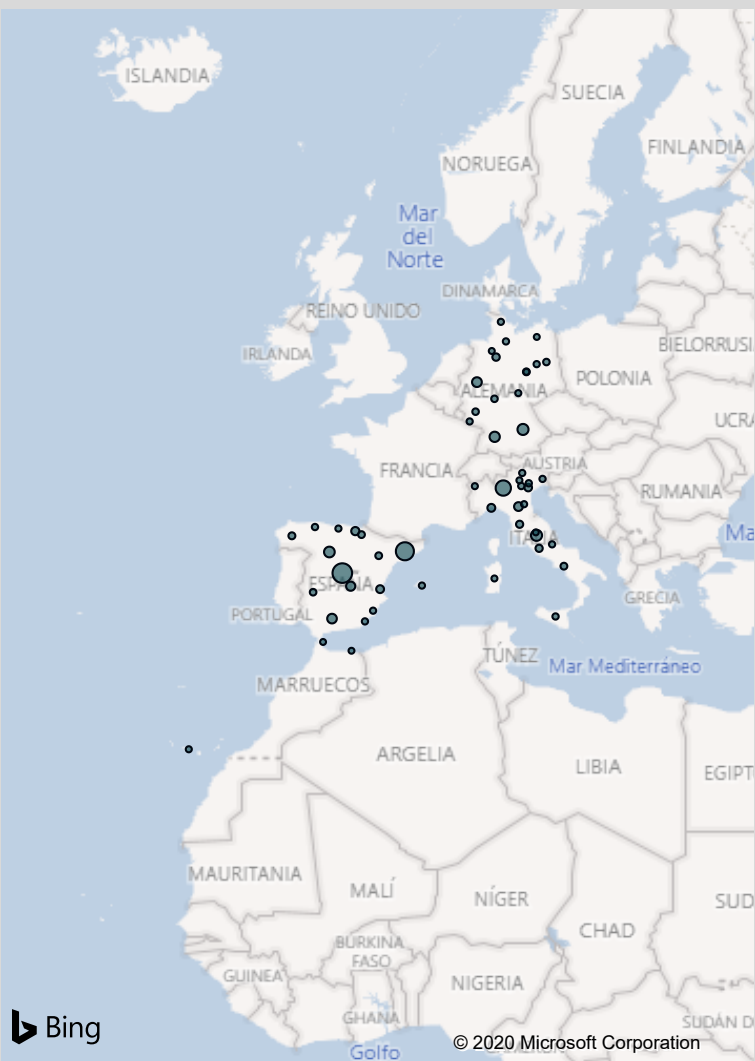 ISLANDIA
SUECIA
FINLANDIA
NORUEGA
Mar
del
Norte
DINAMARCA
REINO UNIDO
BIELORRUSI
IRLANDA
POLONIA
ALEMANIA
UCRA
AUSTRIA
FRANCIA
RUMANIA
Ma
ITALIA
ESPAÑA
GRECIA
PORTUGAL
TÚNEZ
Mar Mediterráneo
MARRUECOS
ARGELIA
LIBIA
EGIPT
MAURITANIA
MALÍ
NÍGER
SUD
CHAD
BURKINA
FASO
GUINEA
NIGERIA
GHANA
SUDÁN D
Bing
© 2020 Microsoft Corporation
Golfo